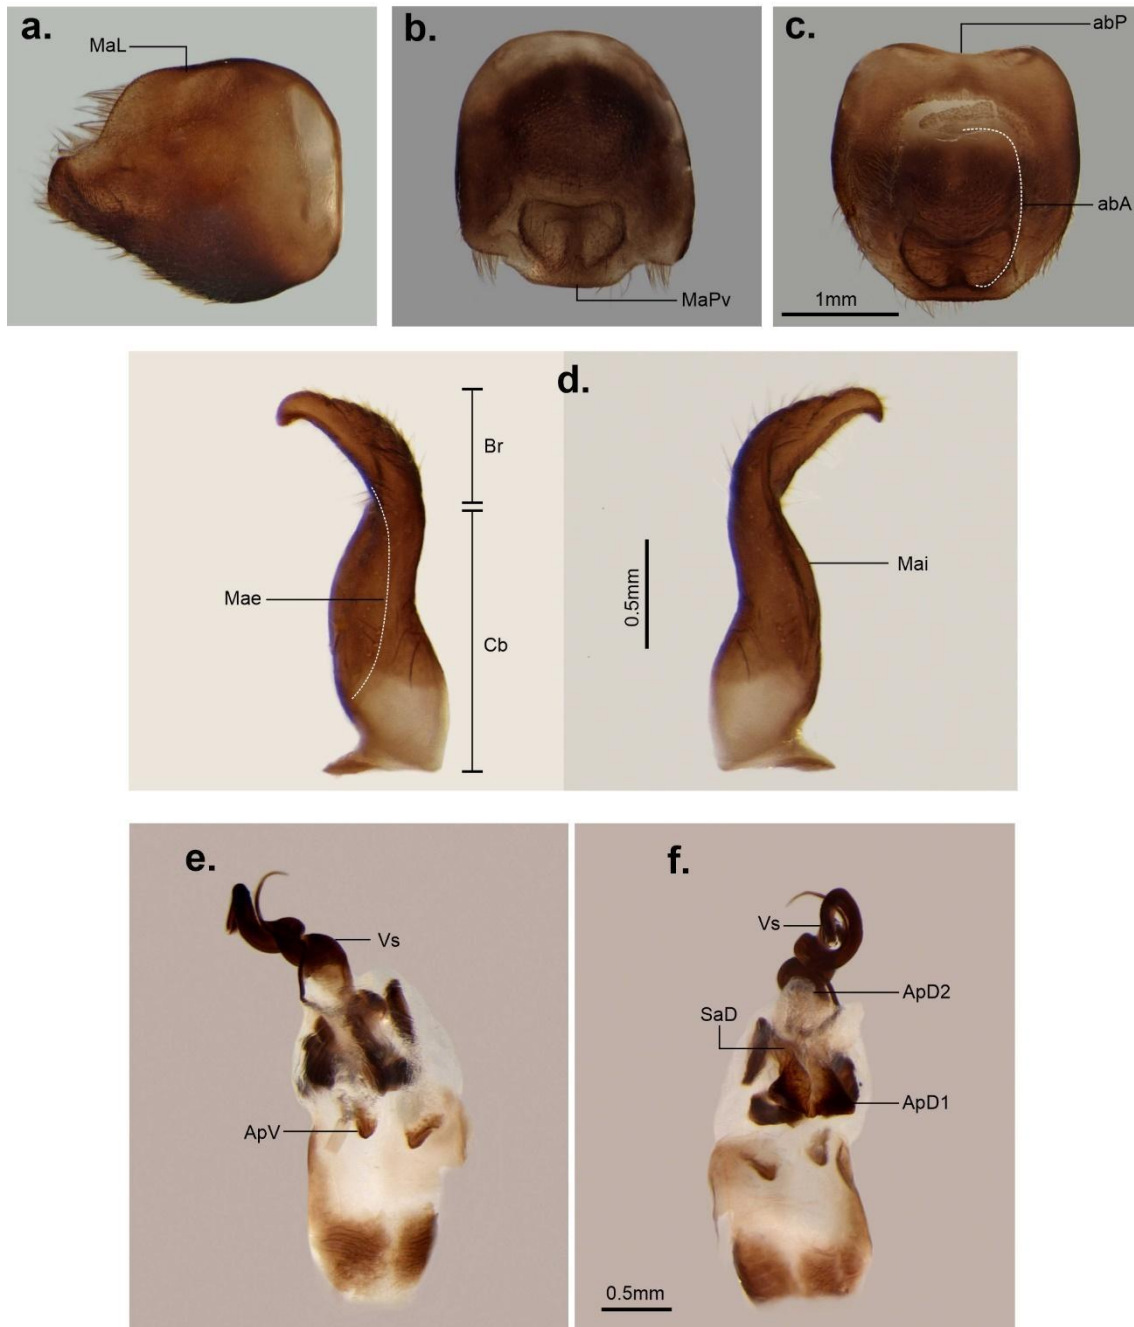 a.
MaL
b.
MaPv
c.
abP
abA
1mm
d.
Br
Mae
Cb
0.5mm
Mai
e.
Vs
ApV
f.
Vs
ApD2
SaD
ApD1
0.5mm